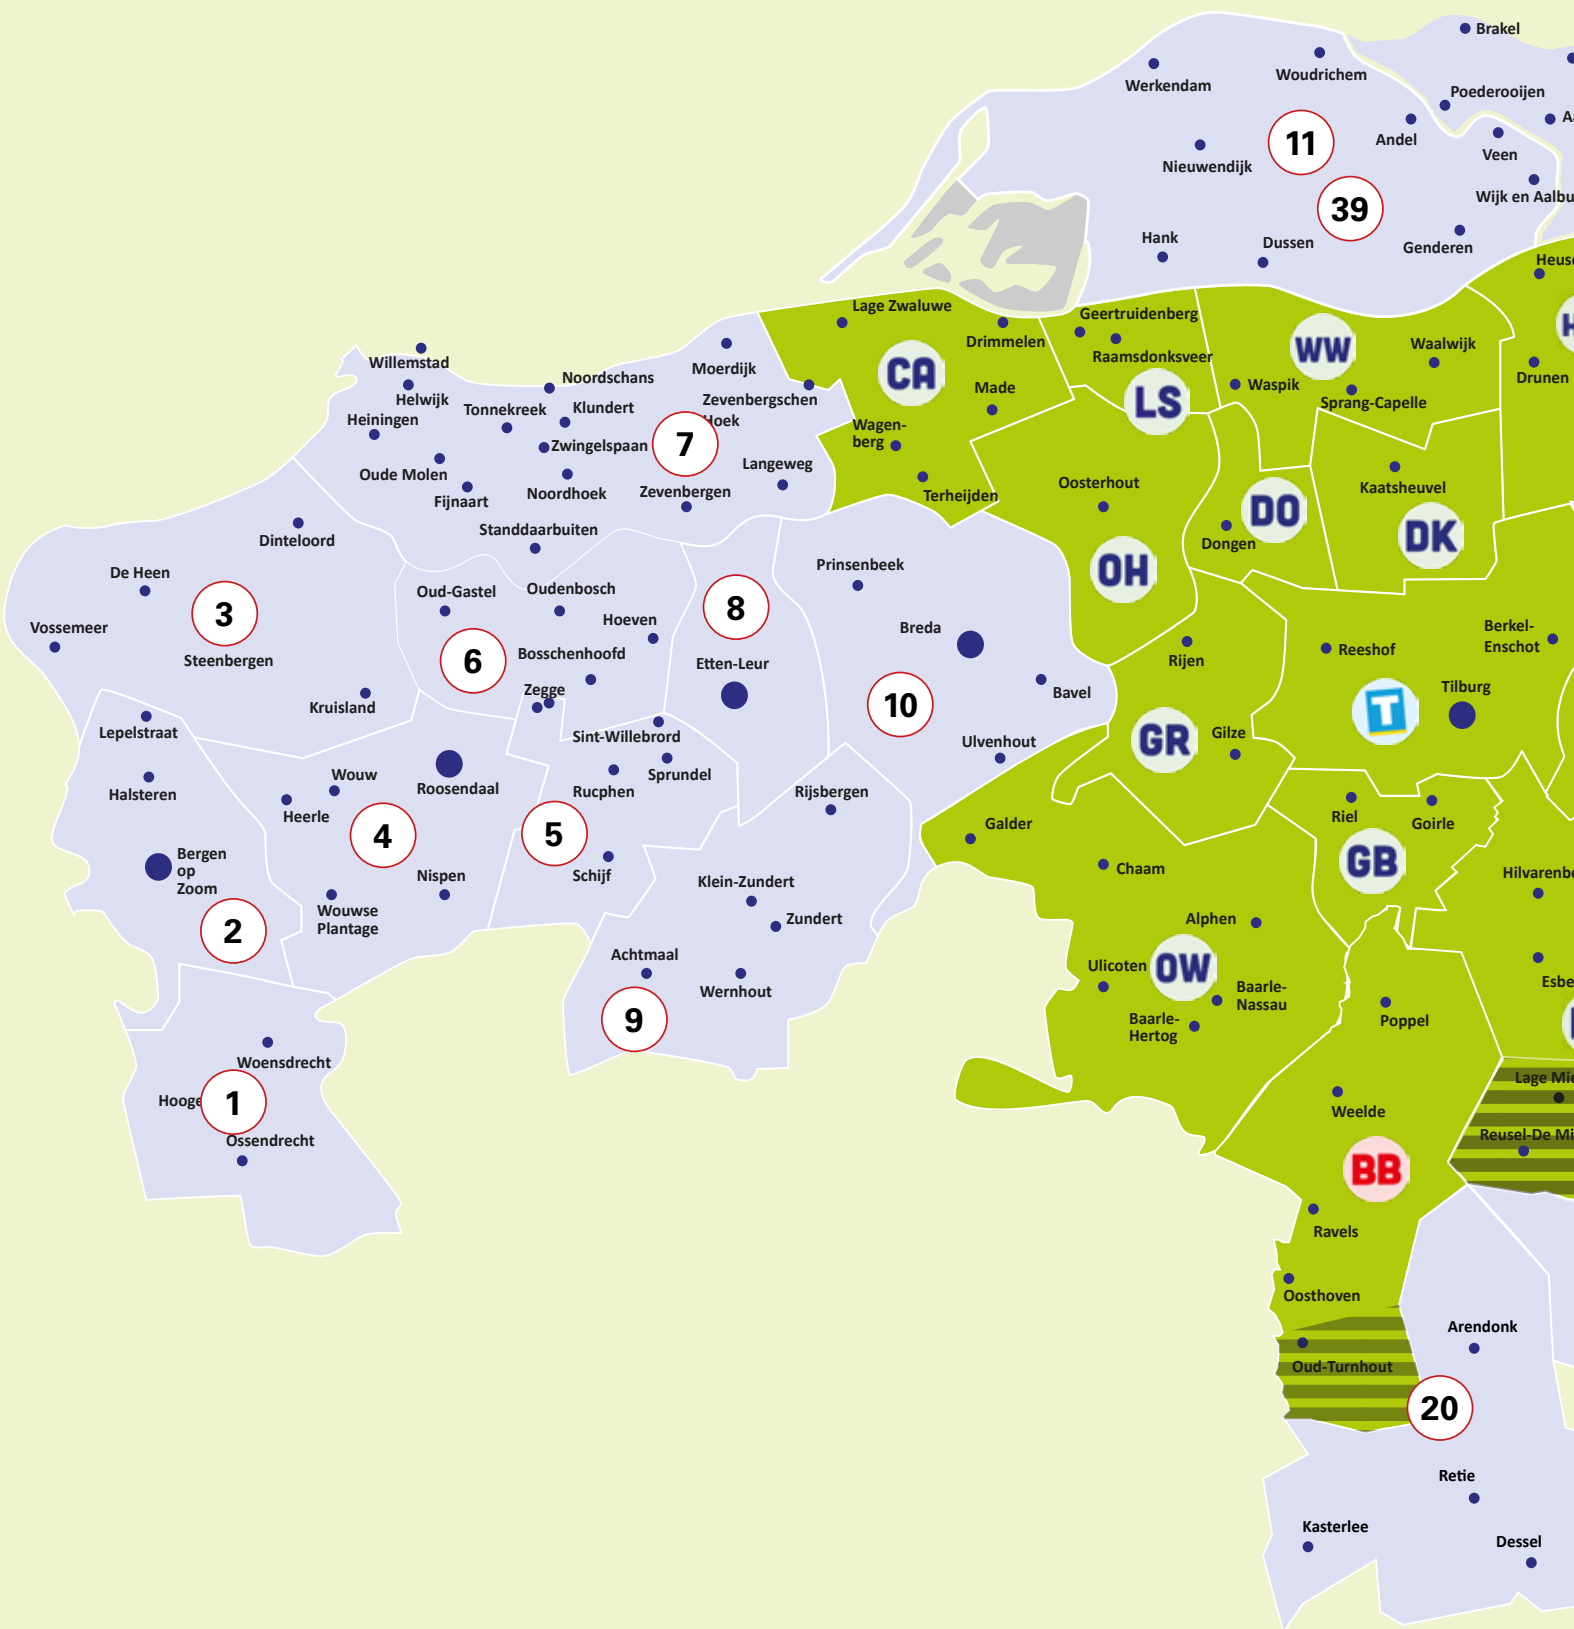 Brakel
Woudrichem
Werkendam
Poederooijen
Andel
11
Veen
Nieuwendijk
39
Wijk en Aalbu
Hank
Dussen
Genderen
Heus
Lage Zwaluwe
Geertruidenberg
Drimmelen
Raamsdonksveer
WW
Waalwijk
Willemstad
Moerdijk
CA
Drunen
Noordschans
Helwijk
Zevenbergschen
Hoek
Made
LS
Waspik
Sprang-Capelle
Heiningen
Tonnekreek
Klundert
Wagen-
berg
7
Zwingelspaan
Oude Molen
Langeweg
Fijnaart
Noordhoek
Zevenbergen
Terheijden
Oosterhout
Kaatsheuvel
DO
Standdaarbuiten
Dongen
DK
Dinteloord
De Heen
Prinsenbeek
OH
Oud-Gastel
Oudenbosch
8
3
Vossemeer
Hoeven
Breda
Berkel-
Enschot
Steenbergen
6
Bosschenhoofd
Etten-Leur
Rijen
Reeshof
Zegge
Kruisland
10
Bavel
T
Tilburg
Lepelstraat
Sint-Willebrord
Ulvenhout
GR
Gilze
Halsteren
Wouw
Roosendaal
Rucphen
Sprundel
Rijsbergen
Heerle
4
5
Galder
Riel
Goirle
Bergen
op
Zoom
Nispen
Schijf
Klein-Zundert
Chaam
GB
Hilvarenbe
2
Wouwse
Plantage
Zundert
Alphen
Achtmaal
Wernhout
Ulicoten
OW
Baarle-
Nassau
Esbe
9
Baarle-
Hertog
Poppel
Woensdrecht
Hooge
1
Lage Mie
Ossendrecht
Weelde
Reusel-De Mi
BB
Ravels
Oosthoven
Arendonk
Oud-Turnhout
20
Retie
Kasterlee
Dessel